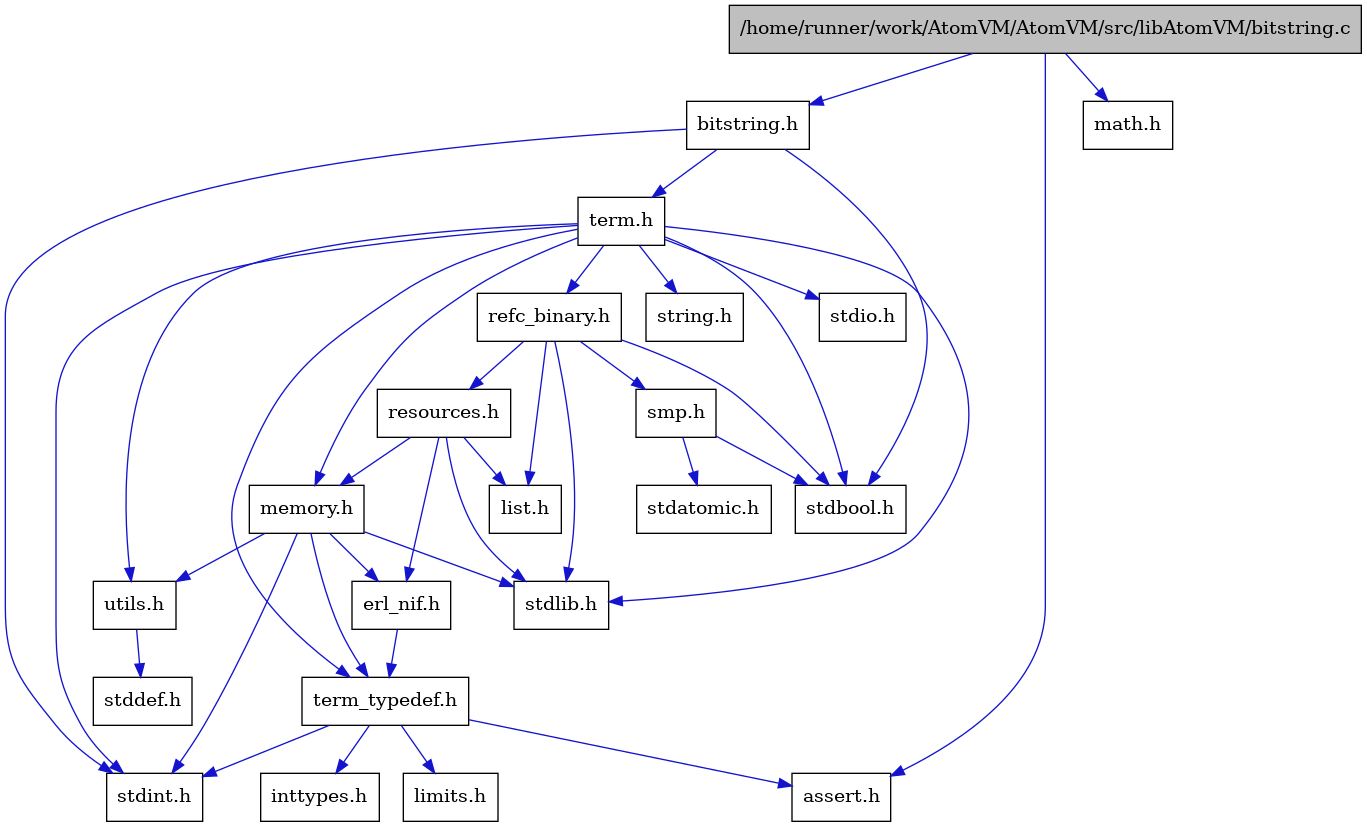 /home/runner/work/AtomVM/AtomVM/src/libAtomVM/bitstring.c
bitstring.h
math.h
term.h
refc_binary.h
string.h
stdio.h
resources.h
smp.h
memory.h
list.h
stdatomic.h
stdbool.h
utils.h
erl_nif.h
stdlib.h
stddef.h
term_typedef.h
stdint.h
inttypes.h
limits.h
assert.h